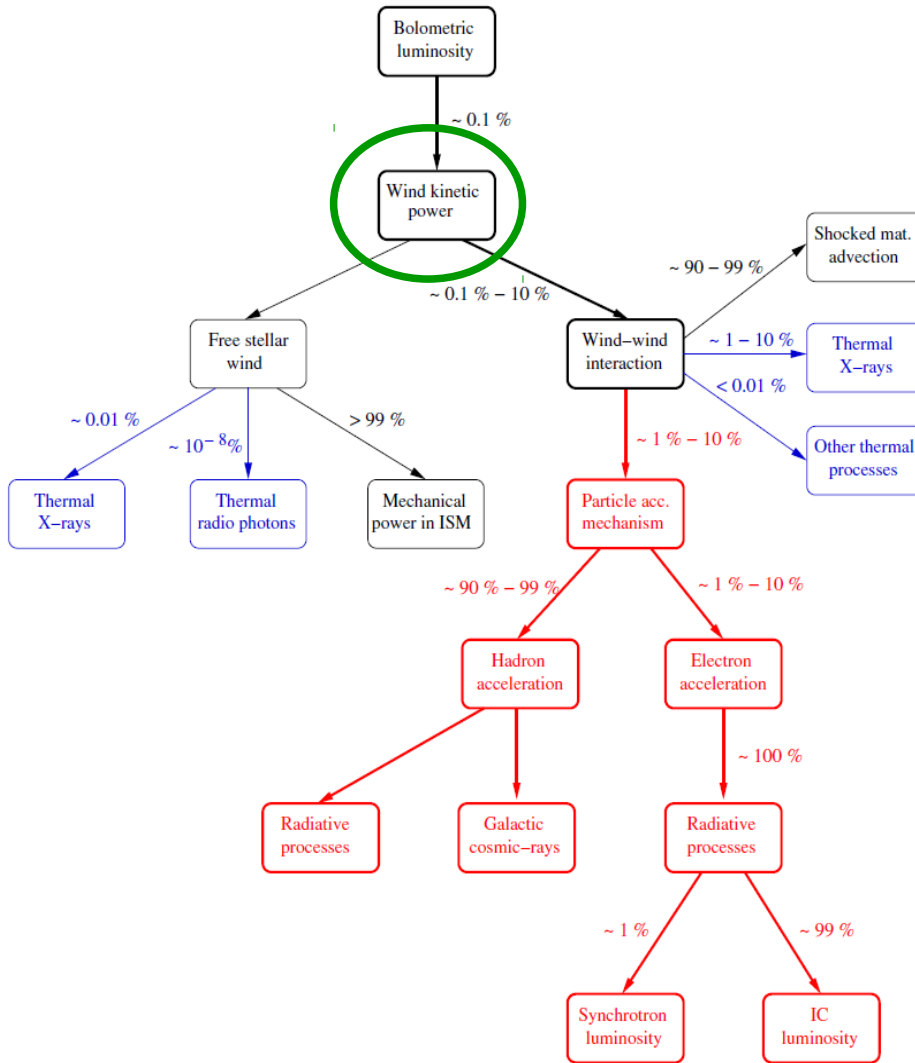 Bolometric
luminosity
~ 0.1 %
Wind kinetic
power
~ 0.1 % − 10%
Shocked mat.
advection
~ 90 − 99 %
Free stellar
wind
Wind−wind
interaction
~ 1 − 10%
Thermal
X−rays
< 0.01 %
~ 0.01 %
~ 10⁻⁸%
> 99 %
~ 1 % − 10%
Other thermal
processes
Thermal
X−rays
Thermal
radio photons
Mechanical
power in ISM
Particle acc.
mechanism
~ 90 % − 99 %
~ 1 % − 10%
Hadron
acceleration
Electron
acceleration
~ 100 %
Radiative
processes
Galactic
cosmic−rays
Radiative
processes
~ 1 %
~ 99 %
Synchrotron
luminosity
IC
luminosity